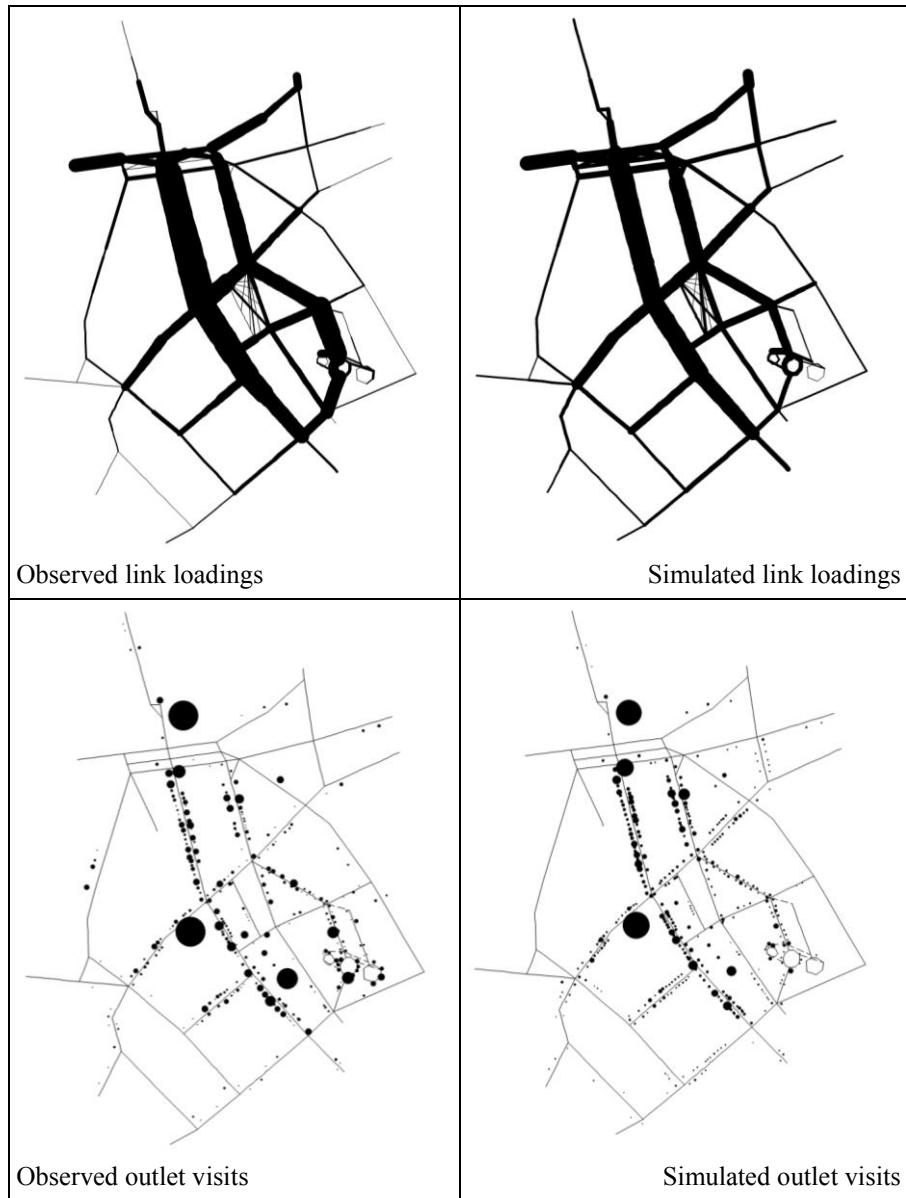 Observed link loadings
Simulated link loadings
Observed outlet visits
Simulated outlet visits